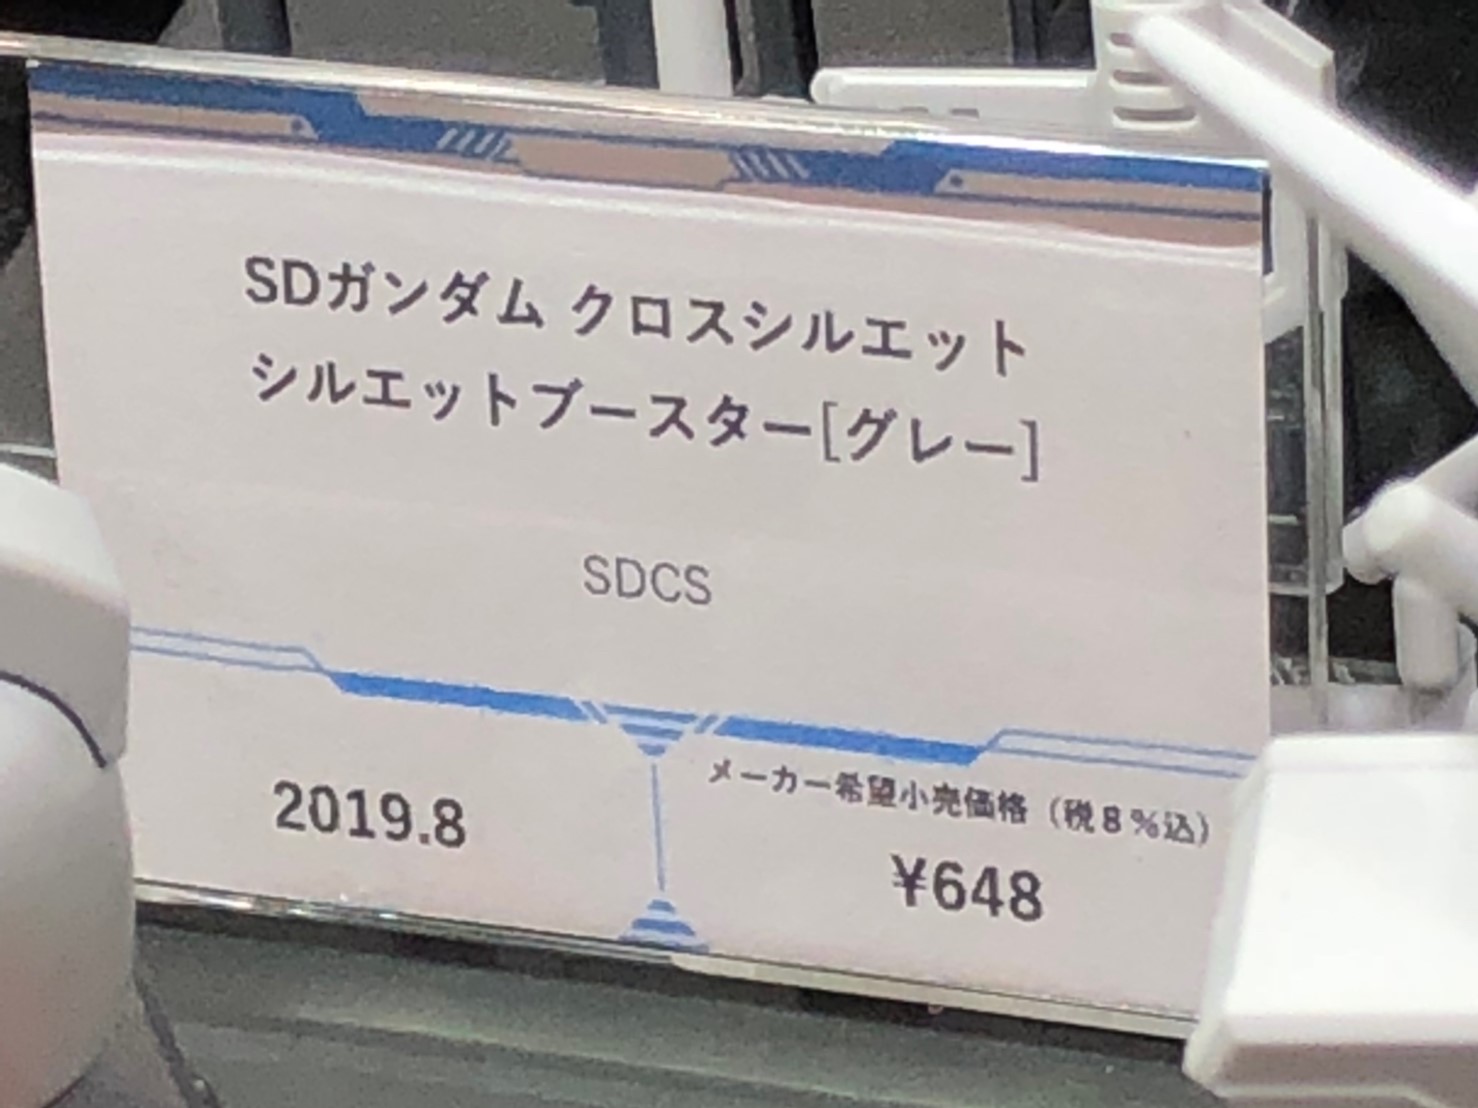 SDガンダム クロスシルエット
シルエットブースター[グレー]
SDCS
2019.8
メーカー希望小売価格（税8％込）
¥648